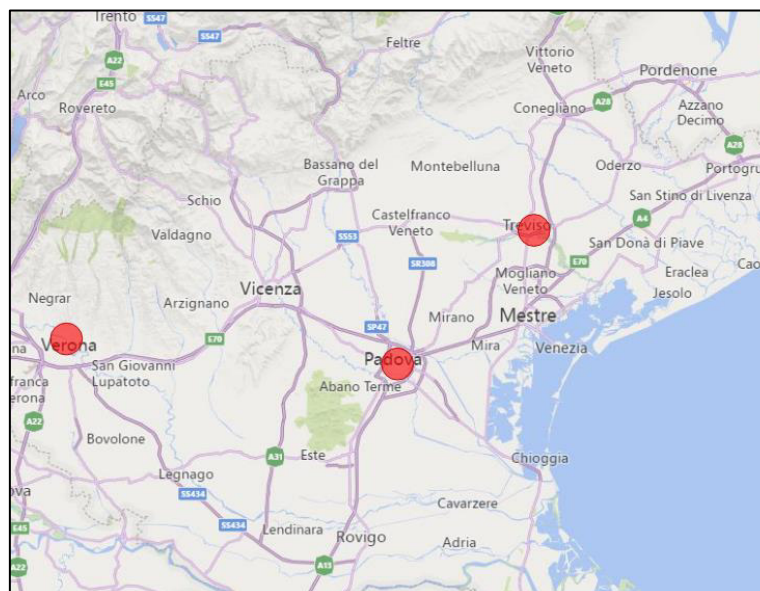 Trento
SS47
SS47
Feltre
Vittorio
Veneto
A22
E45
Arco
Rovereto
Pordenone
Conegliano
A28
Azzano
Decimo
A28
Bassano del
Grappa
Montebelluna
Oderzo
Portogru
Schio
San Stino di Livenza
Castelfranco
Veneto
Treviso
A4
Valdagno
SS53
San Donà di Piave
SR308
E70
Mogliano
Veneto
Eraclea
Cao
Jesolo
Negrar
Arzignano
Vicenza
SP47
Mirano
Mestre
E70
na
Verona
Padova
Mira
Venezia
San Giovanni
Lupatoto
franca
erona
Abano Terme
A22
Bovolone
A31
Este
Chioggia
Legnago
ova
SS434
Cavarzere
E45
SS434
Lendinara
Rovigo
Adria
A22
A13